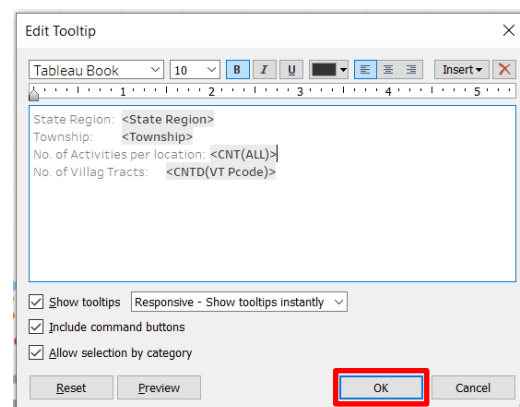 Edit Tooltip
Tableau Book 10 B I U Insert
1 2 3 4 5
State Region: <State Region>
Township: <Township>
No. of Activities per location: <CNT(ALL)>
No. of Villag Tracts: <CNTD(VT Pcode)>
Show tooltips Responsive - Show tooltips instantly
Include command buttons
Allow selection by category
Reset Preview OK Cancel